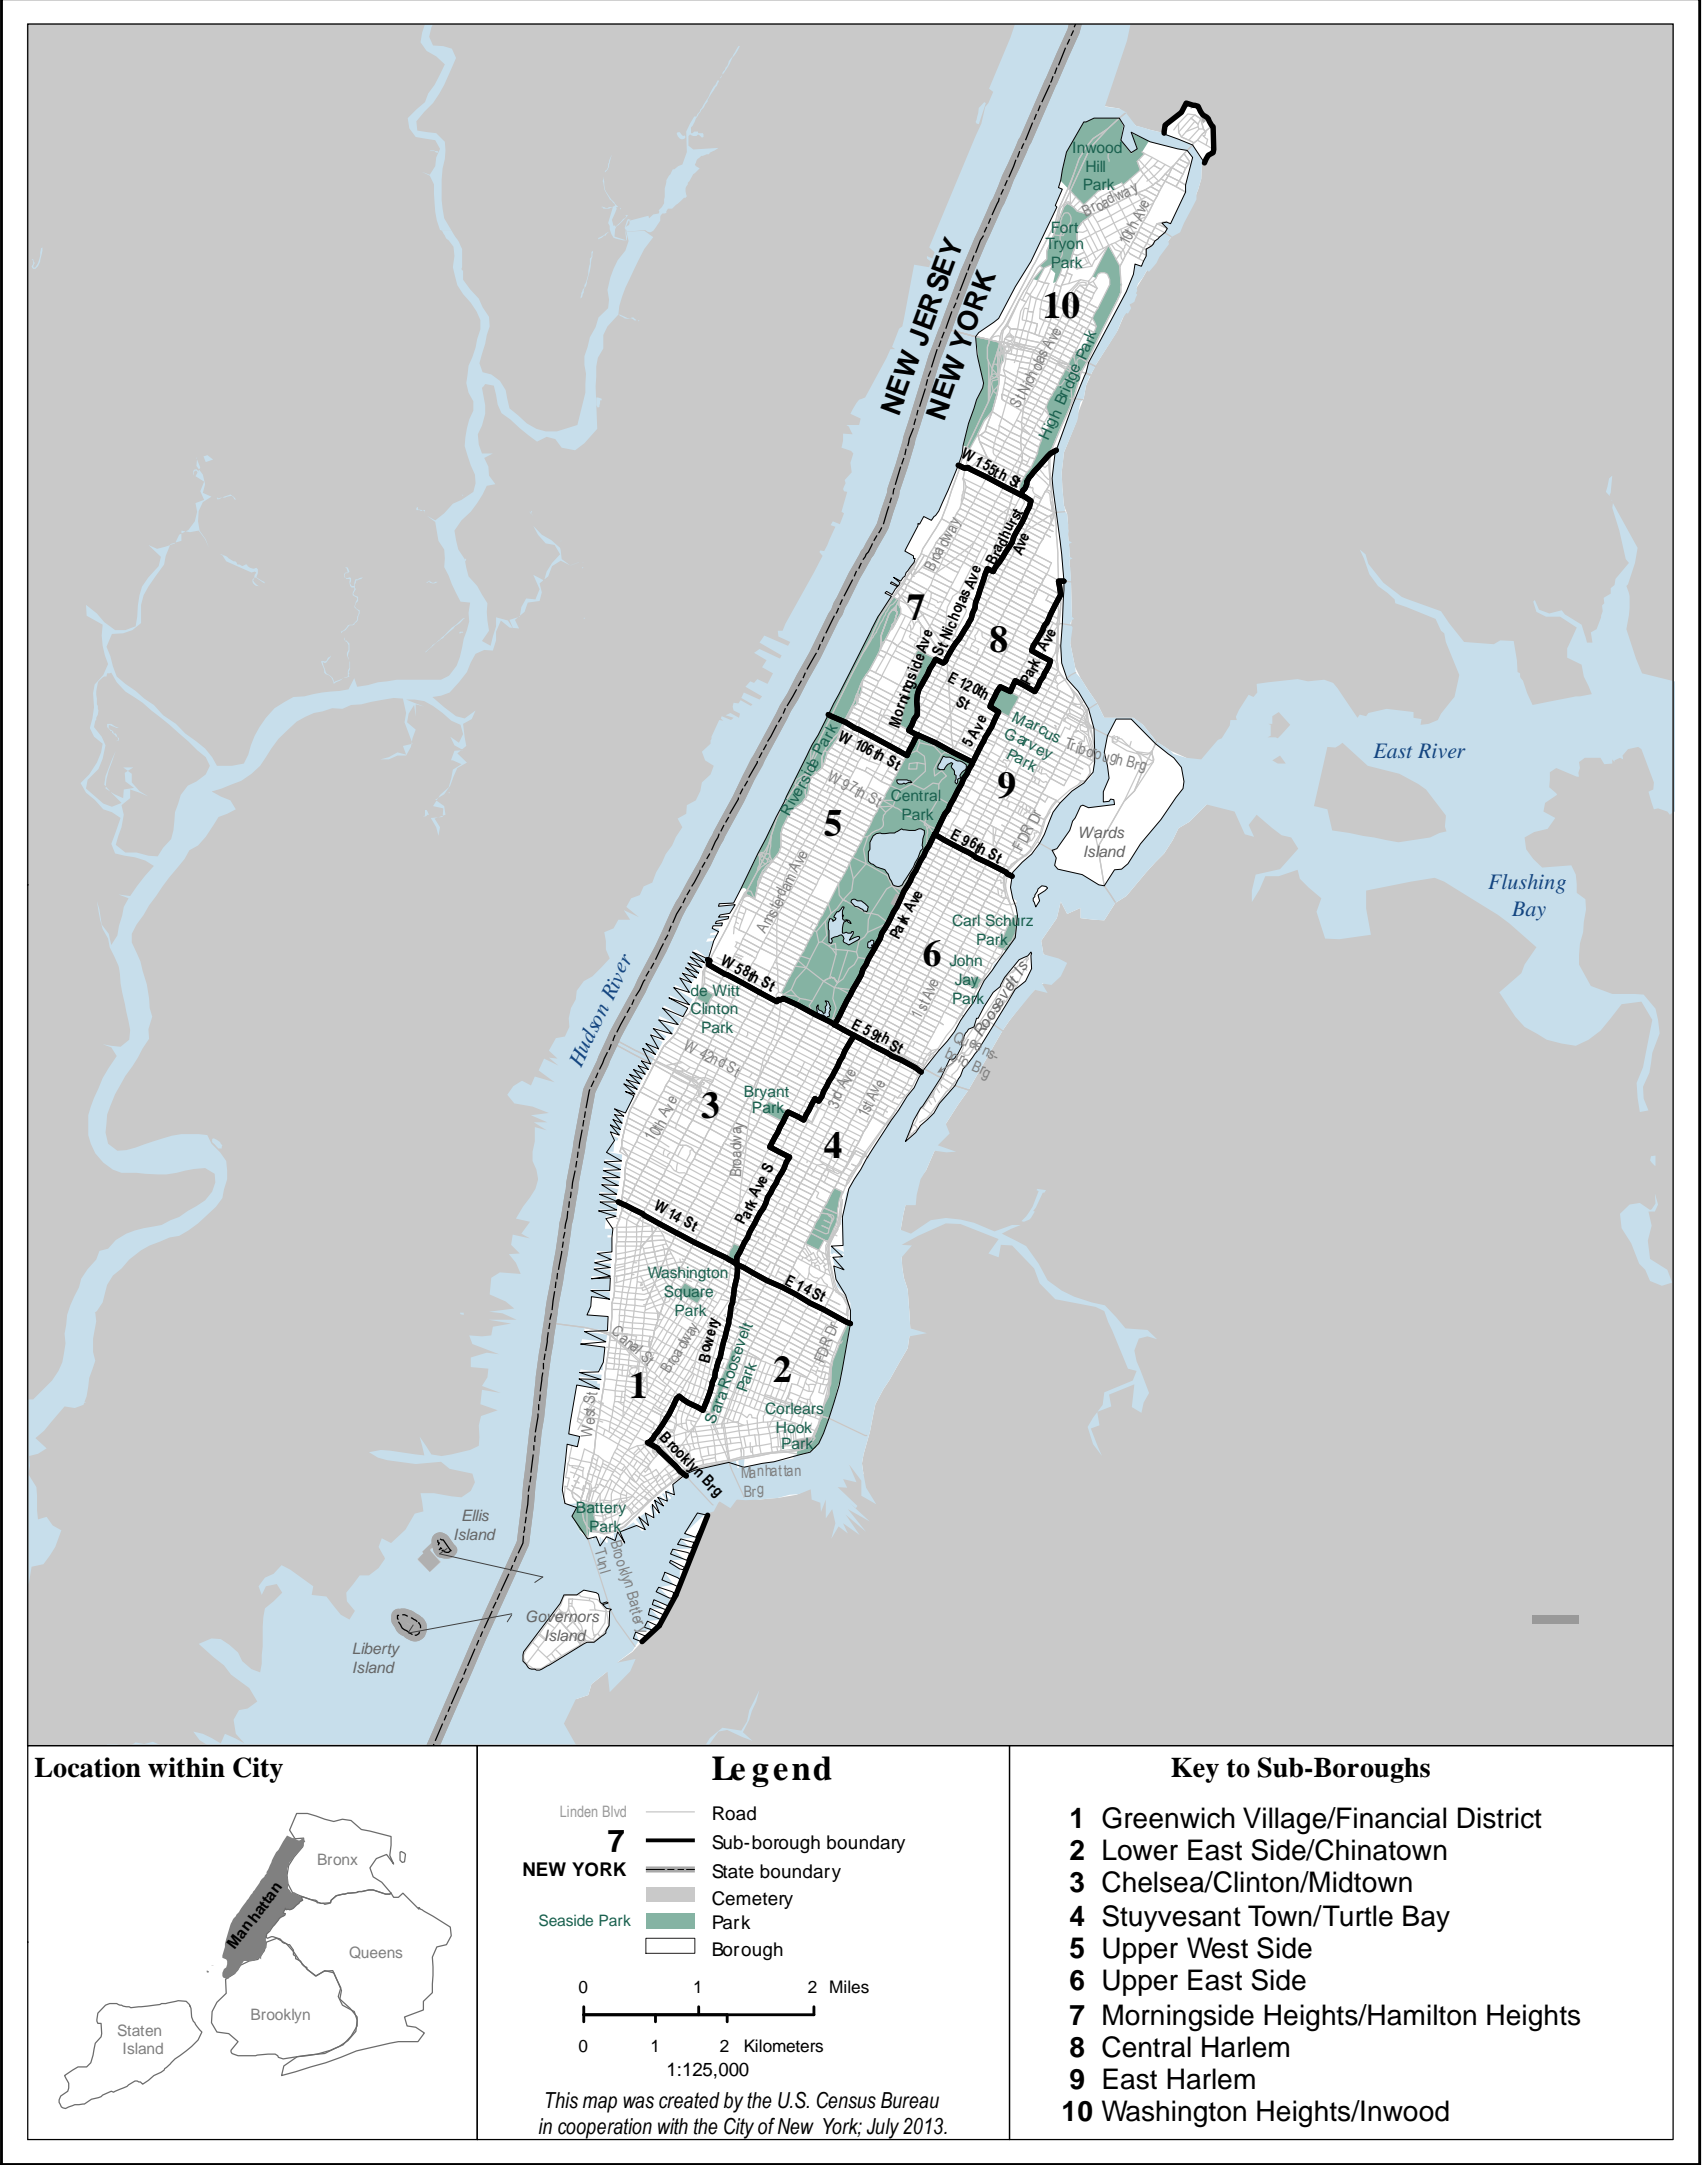 Inwood
Hill
Park
Broadway
10th Ave
Fort
Tryon
Park
NEW JERSEY
NEW YORK
10
St Nicholas Ave
High Bridge Park
W 155th St
Bradhurst
Ave
Broadway
St Nicholas Ave
7
8
Morningside Ave
Park Ave
E 120th
St
5 Ave
Marcus
Garvey
Park
Triborough Brg
East River
Riverside Park
W 106th St
W 97th St
Central
Park
9
5
FDR Dr
E 96th St
Wards
Island
Flushing
Bay
Amsterdam Ave
Park Ave
Carl Schurz
Park
6
John
Jay
Park
1st Ave
Roosevelt Is
Hudson River
W 58th St
de Witt
Clinton
Park
E 59th St
Queens-
boro Brg
W 42nd St
3
Bryant
Park
10th Ave
Broadway
3rd Ave
1st Ave
4
Park Ave S
W 14 St
Washington
Square
Park
E 14 St
Canal St
Broadway
Bowery
Sara Roosevelt
Park
FDR Dr
2
1
West St
Corlears
Hook
Park
Brooklyn Brg
Manhattan
Brg
Battery
Park
Brooklyn Battery
Tunl
Ellis
Island
Governors
Island
Liberty
Island
Location within City
Bronx
Manhattan
Queens
Brooklyn
Staten
Island
Legend
Linden Blvd Road
7 Sub-borough boundary
NEW YORK State boundary
Cemetery
Seaside Park Park
Borough
0 1 2 Miles
0 1 2 Kilometers
1:125,000
This map was created by the U.S. Census Bureau
in cooperation with the City of New York; July 2013.
Key to Sub-Boroughs
1 Greenwich Village/Financial District
2 Lower East Side/Chinatown
3 Chelsea/Clinton/Midtown
4 Stuyvesant Town/Turtle Bay
5 Upper West Side
6 Upper East Side
7 Morningside Heights/Hamilton Heights
8 Central Harlem
9 East Harlem
10 Washington Heights/Inwood